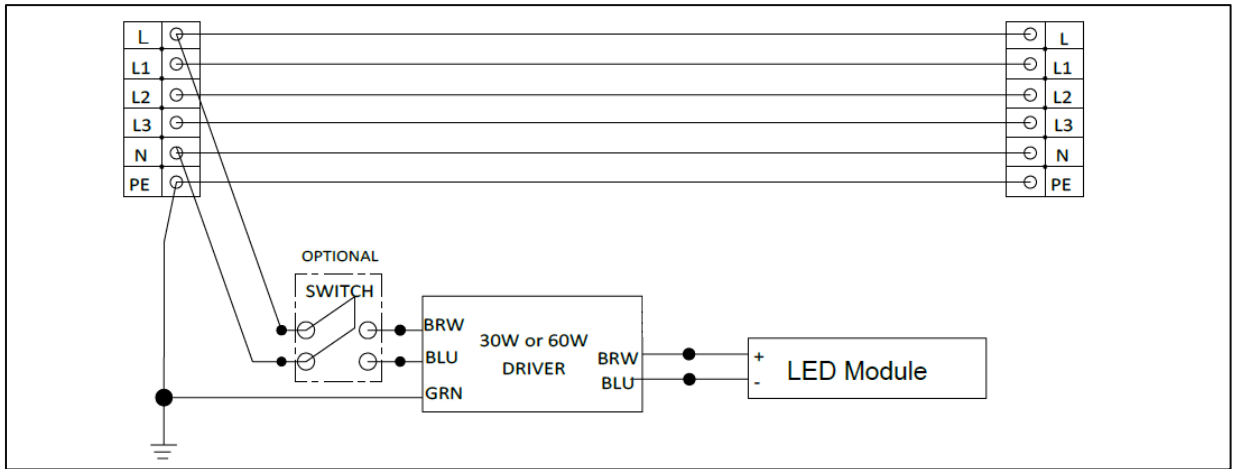 L L
L1 L1
L2 L2
L3 L3
N N
PE PE
OPTIONAL
SWITCH
BRW
BLU
GRN
30W or 60W
DRIVER
BRW
BLU
+
-
LED Module